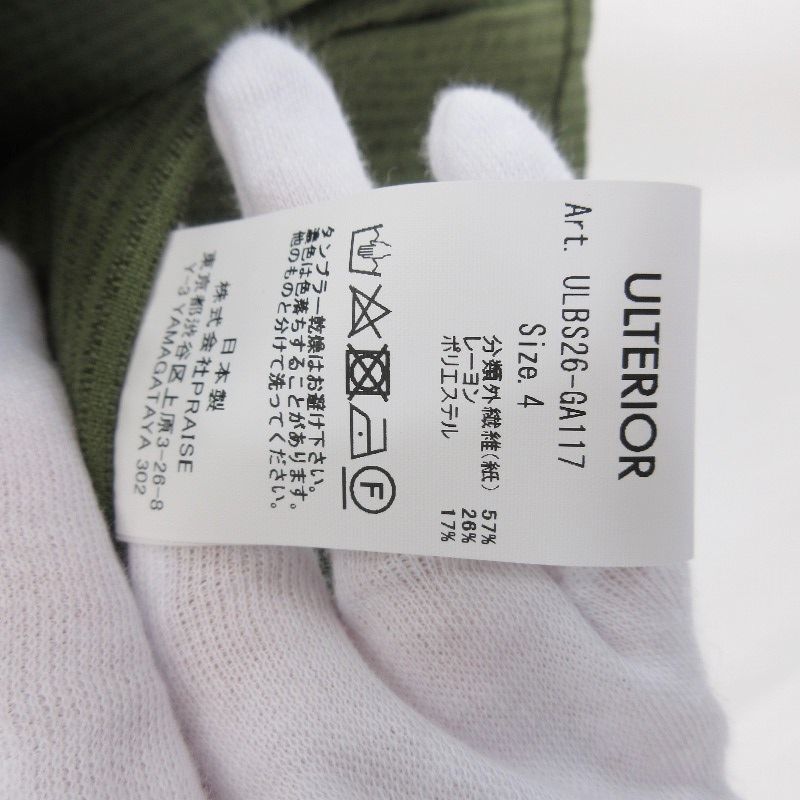 ULTERIOR
Art. ULBS26-GA117
Size. 4
分類外繊維(紙) 57%
レーヨン 26%
ポリエステル 17%
F
タンブラー乾燥はお避け下さい。
濃色は色落ちすることがあります。
他のものと分けて洗ってください。
日本製
株式会社PRAISE
東京都渋谷区上原3-26-8
Y-3 YAMAGATAYA 302